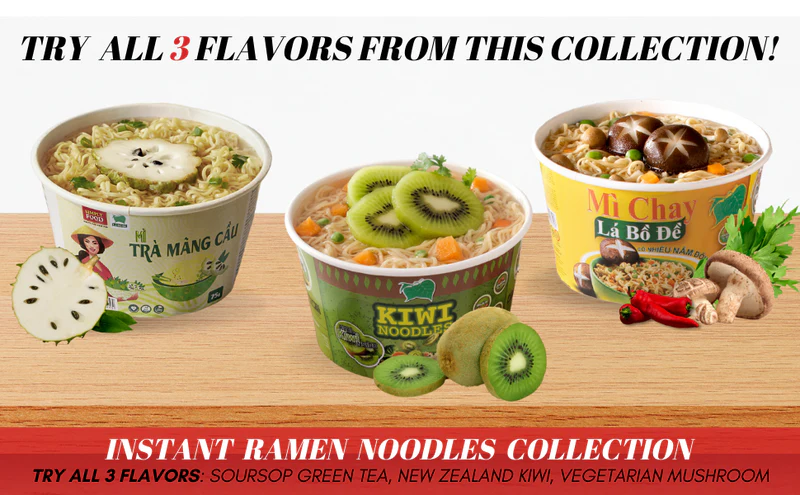 TRY ALL 3 FLAVORS FROM THIS COLLECTION!
MÌ
TRÀ MÃNG CẦU
75g
KIWI
NOODLES
Mì Chay
Lá Bồ Đề
INSTANT RAMEN NOODLES COLLECTION
TRY ALL 3 FLAVORS: SOURSOP GREEN TEA, NEW ZEALAND KIWI, VEGETARIAN MUSHROOM